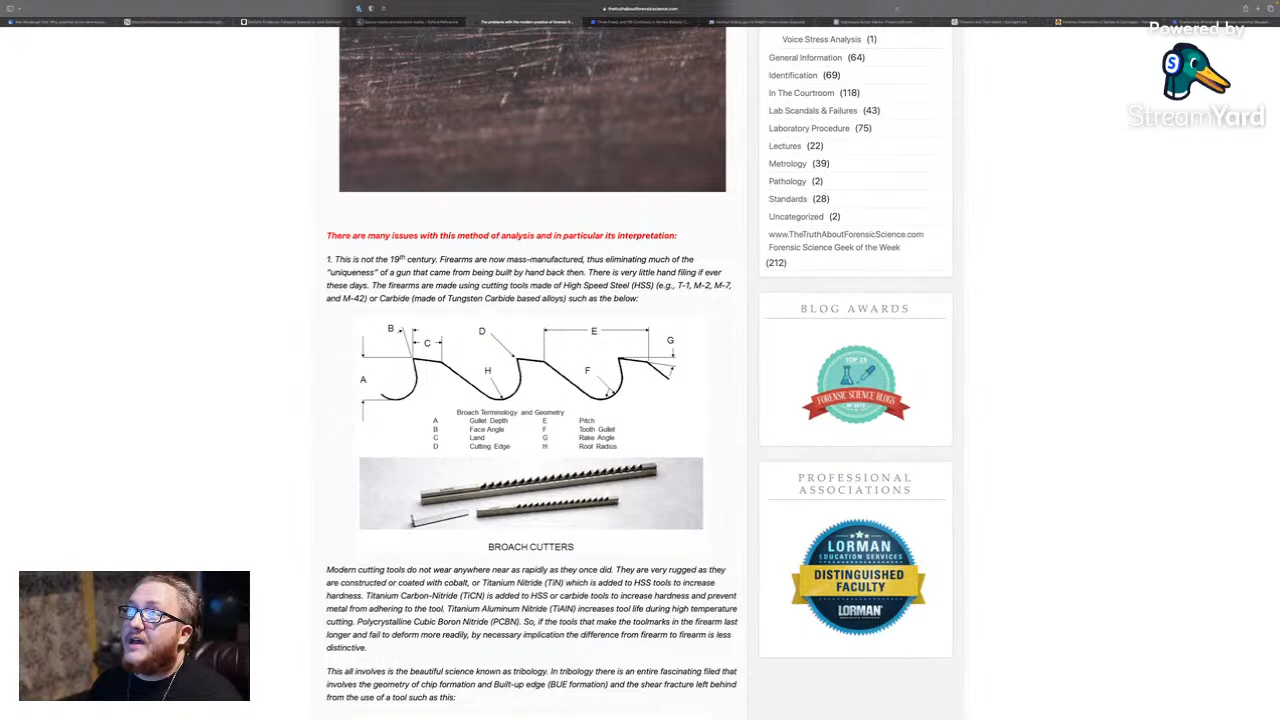 thetruthaboutforensicscience.com
Powered by
StreamYard
Voice Stress Analysis (1)
General Information (64)
Identification (69)
In The Courtroom (118)
Lab Scandals & Failures (43)
Laboratory Procedure (75)
Lectures (22)
Metrology (39)
Pathology (2)
Standards (28)
Uncategorized (2)
www.TheTruthAboutForensicScience.com
Forensic Science Geek of the Week
(212)
There are many issues with this method of analysis and in particular its interpretation:
1. This is not the 19th century. Firearms are now mass-manufactured, thus eliminating much of the
"uniqueness" of a gun that came from being built by hand back then. There is very little hand filing if ever
these days. The firearms are made using cutting tools made of High Speed Steel (HSS) (e.g., T-1, M-2, M-7,
and M-42) or Carbide (made of Tungsten Carbide based alloys) such as the below:
B
C
D
E
G
A
H
F
Broach Terminology and Geometry
A Gullet Depth E Pitch
B Face Angle F Tooth Gullet
C Land G Rake Angle
D Cutting Edge H Root Radius
BROACH CUTTERS
Modern cutting tools do not wear anywhere near as rapidly as they once did. They are very rugged as they
are constructed or coated with cobalt, or Titanium Nitride (TiN) which is added to HSS tools to increase
hardness. Titanium Carbon-Nitride (TiCN) is added to HSS or carbide tools to increase hardness and prevent
metal from adhering to the tool. Titanium Aluminum Nitride (TiAlN) increases tool life during high temperature
cutting. Polycrystalline Cubic Boron Nitride (PCBN). So, if the tools that make the toolmarks in the firearm last
longer and fail to deform more readily, by necessary implication the difference from firearm to firearm is less
distinctive.
This all involves is the beautiful science known as tribology. In tribology there is an entire fascinating filed that
involves the geometry of chip formation and Built-up edge (BUE formation) and the shear fracture left behind
from the use of a tool such as this:
BLOG AWARDS
TOP 25
FORENSIC SCIENCE BLOGS
PROFESSIONAL
ASSOCIATIONS
LORMAN
EDUCATION SERVICES
DISTINGUISHED
FACULTY
LORMAN